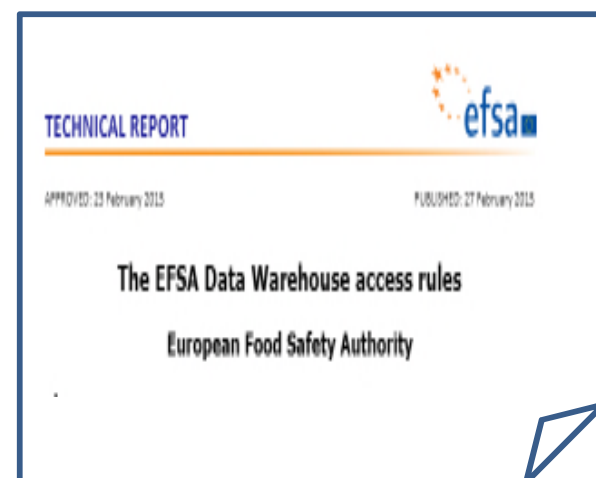 efsa
TECHNICAL REPORT
APPROVED: 23 February 2015 PUBLISHED: 27 February 2015
The EFSA Data Warehouse access rules
European Food Safety Authority